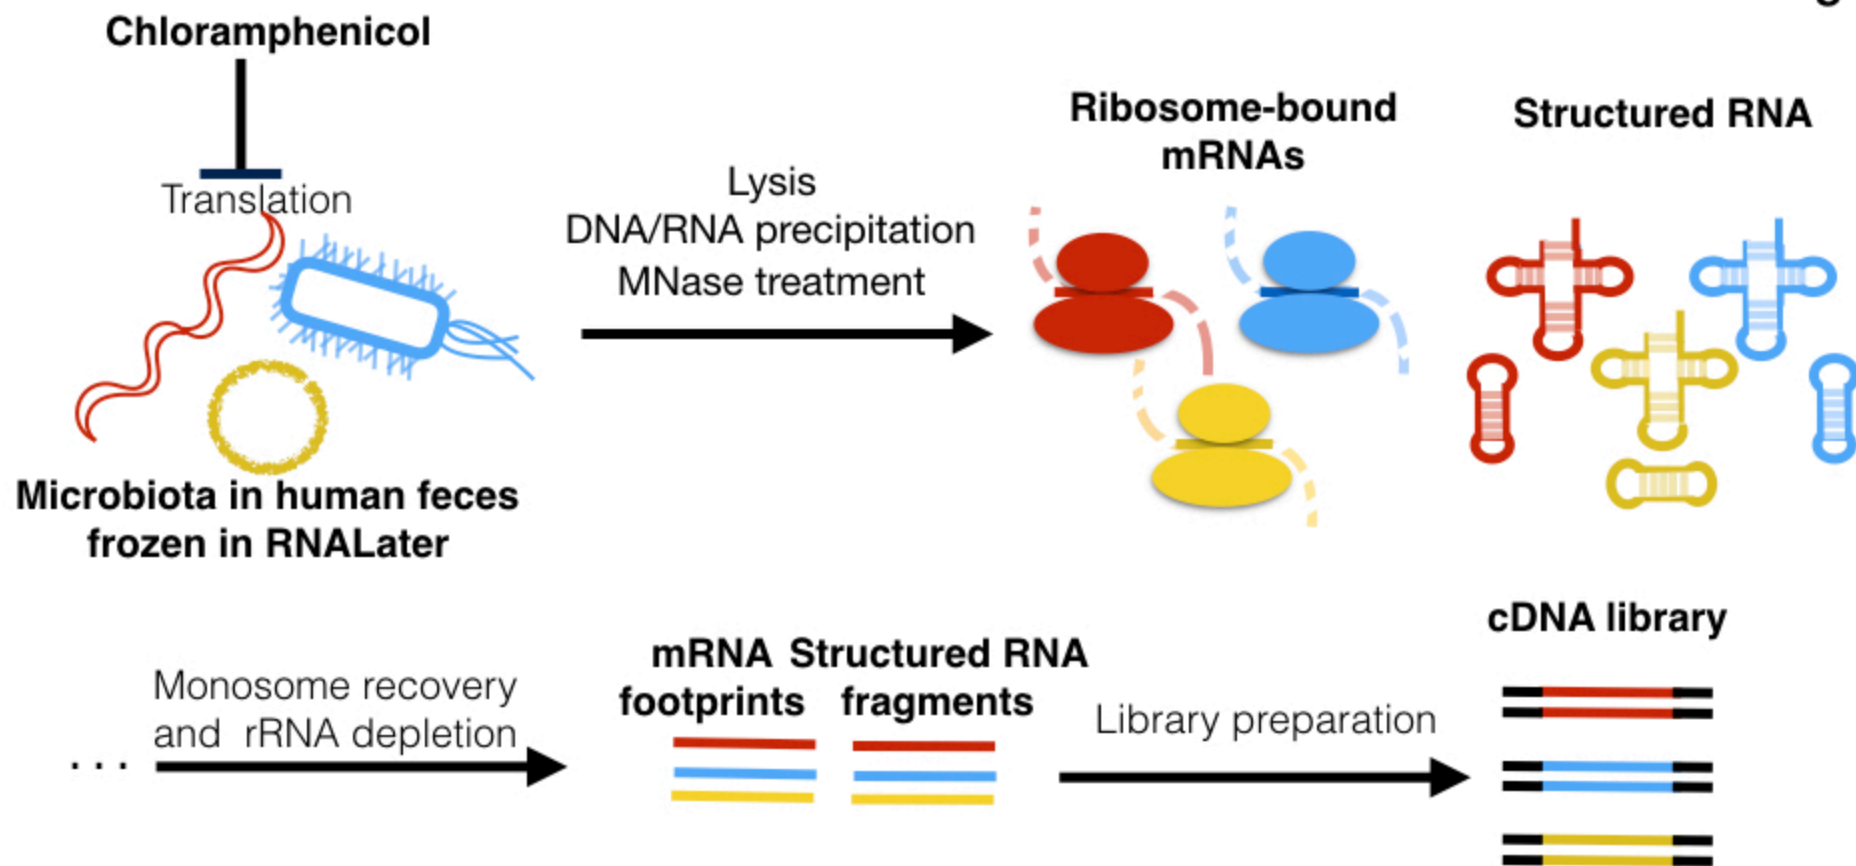 Chloramphenicol
Translation
Microbiota in human feces
frozen in RNALater
Lysis
DNA/RNA precipitation
MNase treatment
Ribosome-bound
mRNAs
Structured RNA
. . .
Monosome recovery
and rRNA depletion
mRNA
footprints
Structured RNA
fragments
Library preparation
cDNA library